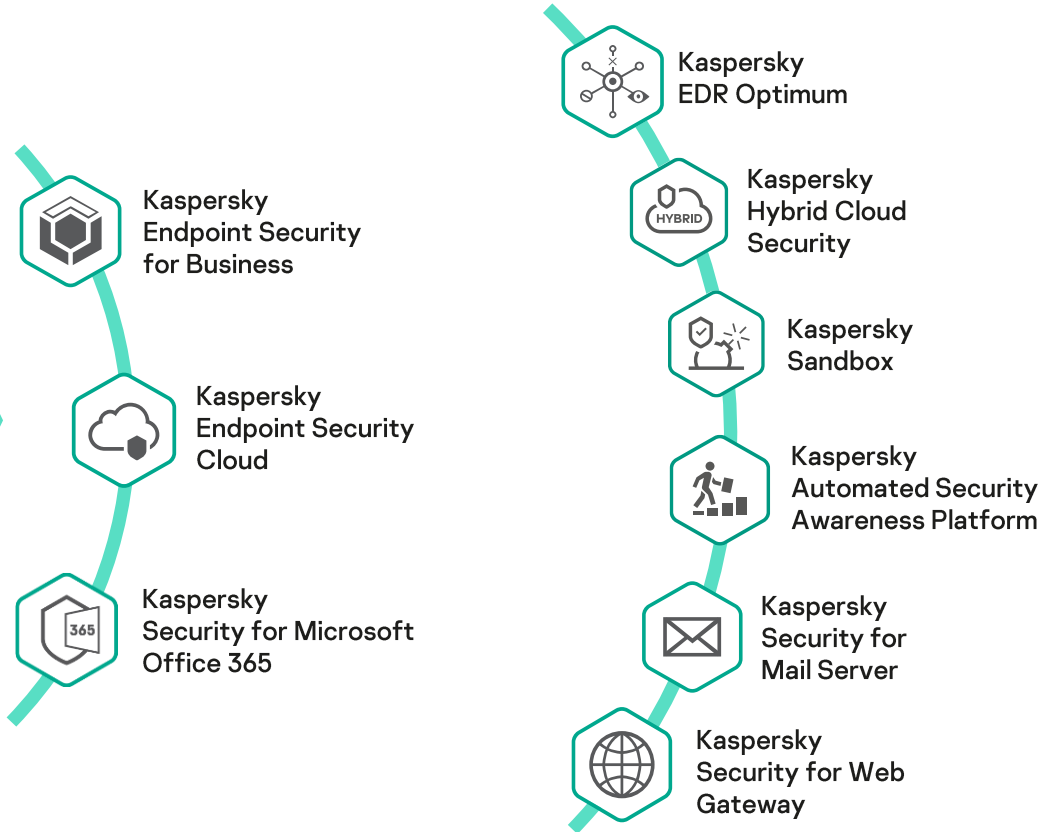 Kaspersky
Endpoint Security
for Business
Kaspersky
Endpoint Security
Cloud
365
Kaspersky
Security for Microsoft
Office 365
Kaspersky
EDR Optimum
HYBRID
Kaspersky
Hybrid Cloud
Security
Kaspersky
Sandbox
Kaspersky
Automated Security
Awareness Platform
Kaspersky
Security for
Mail Server
Kaspersky
Security for Web
Gateway